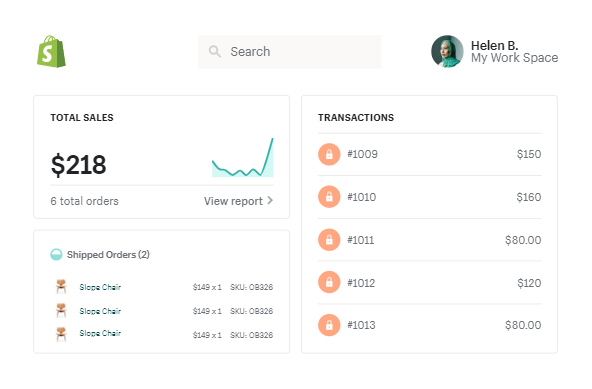 Search
Helen B.
My Work Space
TOTAL SALES
$218
6 total orders
View report
Shipped Orders (2)
Slope Chair
$149 x 1
SKU: OB326
Slope Chair
$149 x 1
SKU: OB326
Slope Chair
$149 x 1
SKU: OB326
TRANSACTIONS
#1009
$150
#1010
$160
#1011
$80.00
#1012
$120
#1013
$80.00